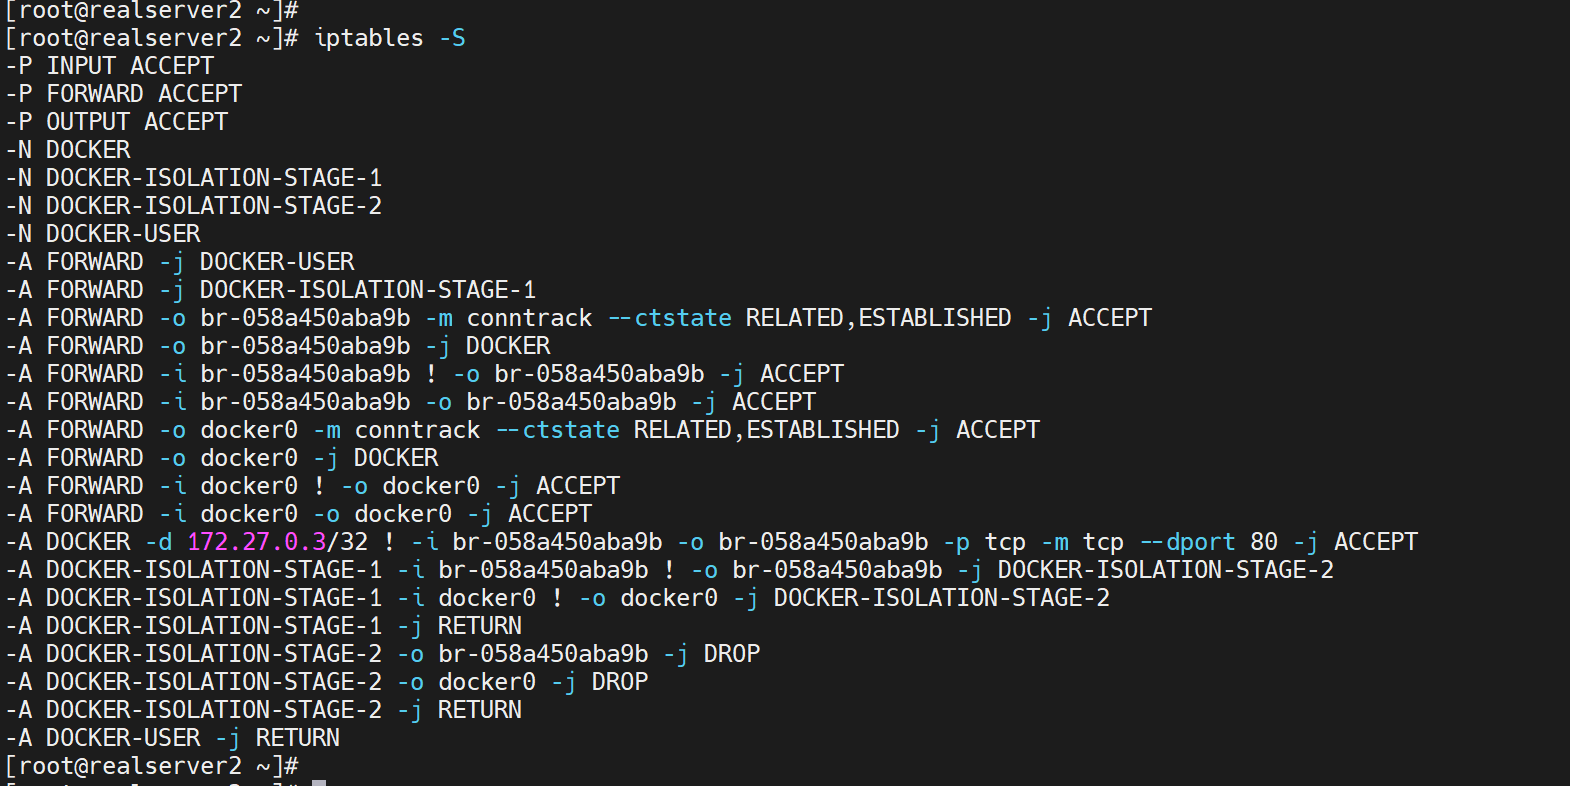 [root@realserver2 ~]#
[root@realserver2 ~]# iptables -S
-P INPUT ACCEPT
-P FORWARD ACCEPT
-P OUTPUT ACCEPT
-N DOCKER
-N DOCKER-ISOLATION-STAGE-1
-N DOCKER-ISOLATION-STAGE-2
-N DOCKER-USER
-A FORWARD -j DOCKER-USER
-A FORWARD -j DOCKER-ISOLATION-STAGE-1
-A FORWARD -o br-058a450aba9b -m conntrack --ctstate RELATED,ESTABLISHED -j ACCEPT
-A FORWARD -o br-058a450aba9b -j DOCKER
-A FORWARD -i br-058a450aba9b ! -o br-058a450aba9b -j ACCEPT
-A FORWARD -i br-058a450aba9b -o br-058a450aba9b -j ACCEPT
-A FORWARD -o docker0 -m conntrack --ctstate RELATED,ESTABLISHED -j ACCEPT
-A FORWARD -o docker0 -j DOCKER
-A FORWARD -i docker0 ! -o docker0 -j ACCEPT
-A FORWARD -i docker0 -o docker0 -j ACCEPT
-A DOCKER -d 172.27.0.3/32 ! -i br-058a450aba9b -o br-058a450aba9b -p tcp -m tcp --dport 80 -j ACCEPT
-A DOCKER-ISOLATION-STAGE-1 -i br-058a450aba9b ! -o br-058a450aba9b -j DOCKER-ISOLATION-STAGE-2
-A DOCKER-ISOLATION-STAGE-1 -i docker0 ! -o docker0 -j DOCKER-ISOLATION-STAGE-2
-A DOCKER-ISOLATION-STAGE-1 -j RETURN
-A DOCKER-ISOLATION-STAGE-2 -o br-058a450aba9b -j DROP
-A DOCKER-ISOLATION-STAGE-2 -o docker0 -j DROP
-A DOCKER-ISOLATION-STAGE-2 -j RETURN
-A DOCKER-USER -j RETURN
[root@realserver2 ~]#